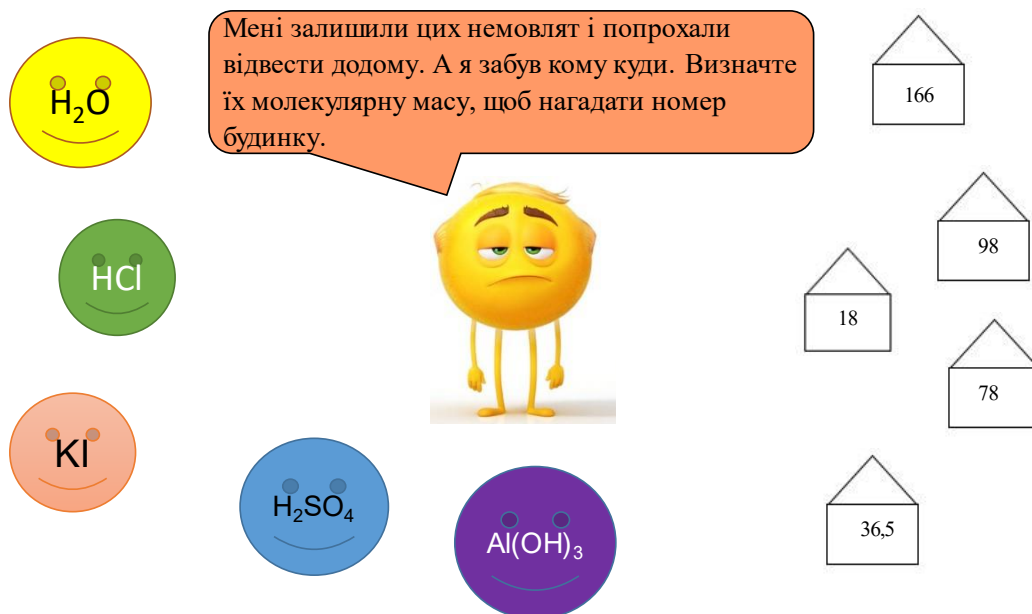 Мені залишили цих немовлят і попрохали
відвести додому. А я забув кому куди. Визначте
їх молекулярну масу, щоб нагадати номер
будинку.
H₂O
HCl
KI
H₂SO₄
Al(OH)₃
166
98
18
78
36,5